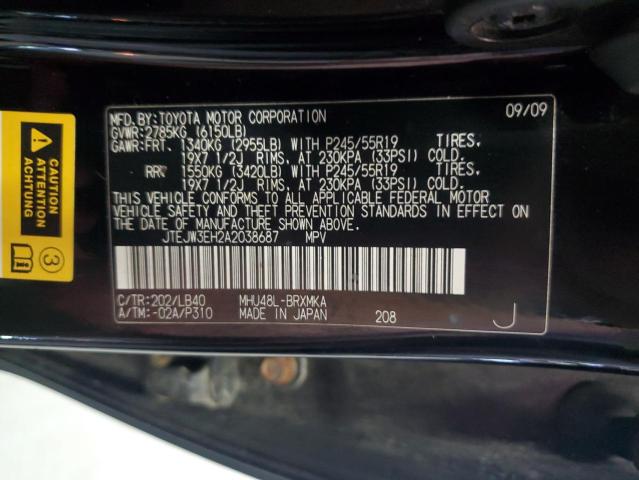 MFD.BY:TOYOTA MOTOR CORPORATION 09/09
GVWR:2785KG (6150LB)
GAWR:FRT. 1340KG (2955LB) WITH P245/55R19 TIRES,
19X7 1/2J RIMS, AT 230KPA (33PSI) COLD.
RR. 1550KG (3420LB) WITH P245/55R19 TIRES,
19X7 1/2J RIMS, AT 230KPA (33PSI) COLD.
THIS VEHICLE CONFORMS TO ALL APPLICABLE FEDERAL MOTOR
VEHICLE SAFETY AND THEFT PREVENTION STANDARDS IN EFFECT ON
THE DATE OF MANUFACTURE SHOWN ABOVE.
JTEJW3EH2A2038687 MPV
C/TR:202/LB40 MHU48L-BRXMKA
A/TM:-02A/P310 MADE IN JAPAN 208 J
CAUTION
ATTENTION
CUIDADO
3